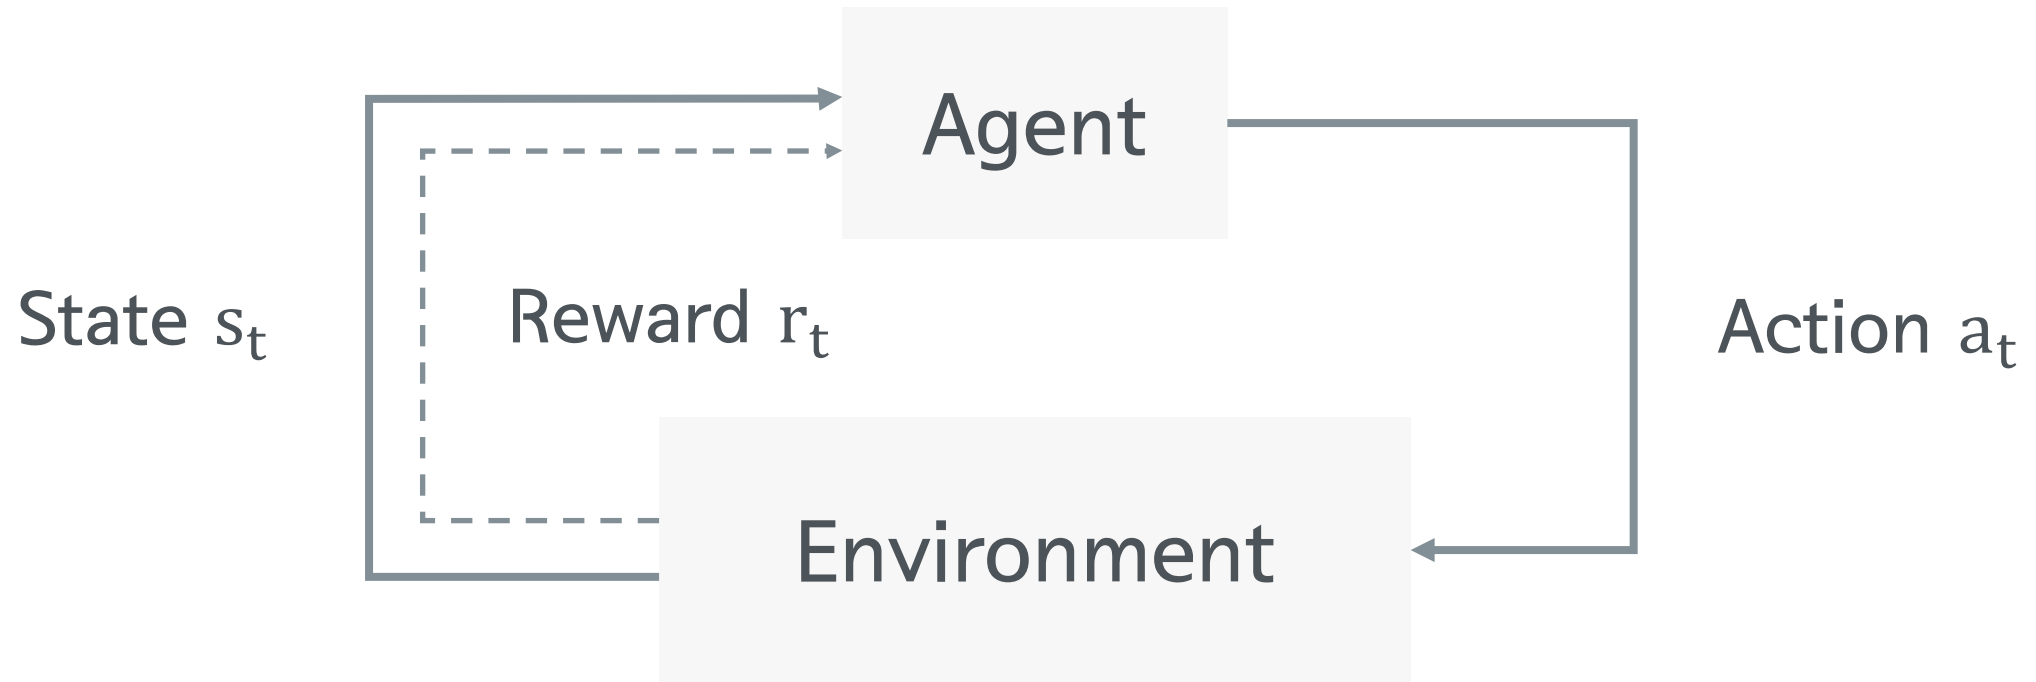 Agent
State sₜ
Reward rₜ
Action aₜ
Environment